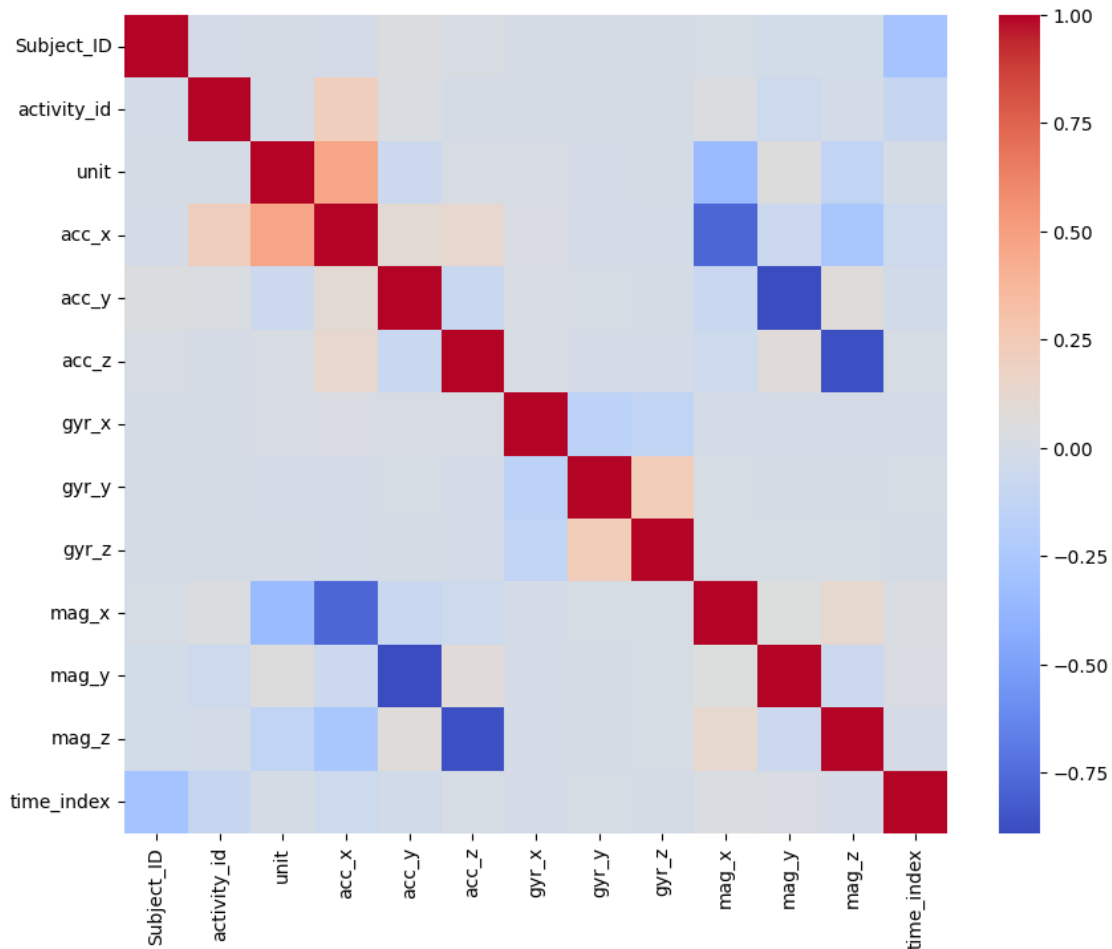 Subject_ID
activity_id
unit
acc_x
acc_y
acc_z
gyr_x
gyr_y
gyr_z
mag_x
mag_y
mag_z
time_index
Subject_ID
activity_id
unit
acc_x
acc_y
acc_z
gyr_x
gyr_y
gyr_z
mag_x
mag_y
mag_z
time_index
1.00
0.75
0.50
0.25
0.00
−0.25
−0.50
−0.75